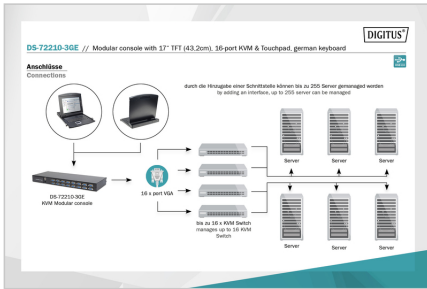 DIGITUS®
DS-72210-3GE // Modular console with 17" TFT (43,2cm), 16-port KVM & Touchpad, german keyboard
Anschlüsse
Connections
durch die Hinzugabe einer Schnittstelle können bis zu 255 Server gemanaged worden
by adding an interface, up to 255 server can be managed
Server
Server
Server
DS-72210-3GE
KVM Modular console
16 x port VGA
bis zu 16 x KVM Switch
manages up to 16 KVM
Switch
Server
Server
Server